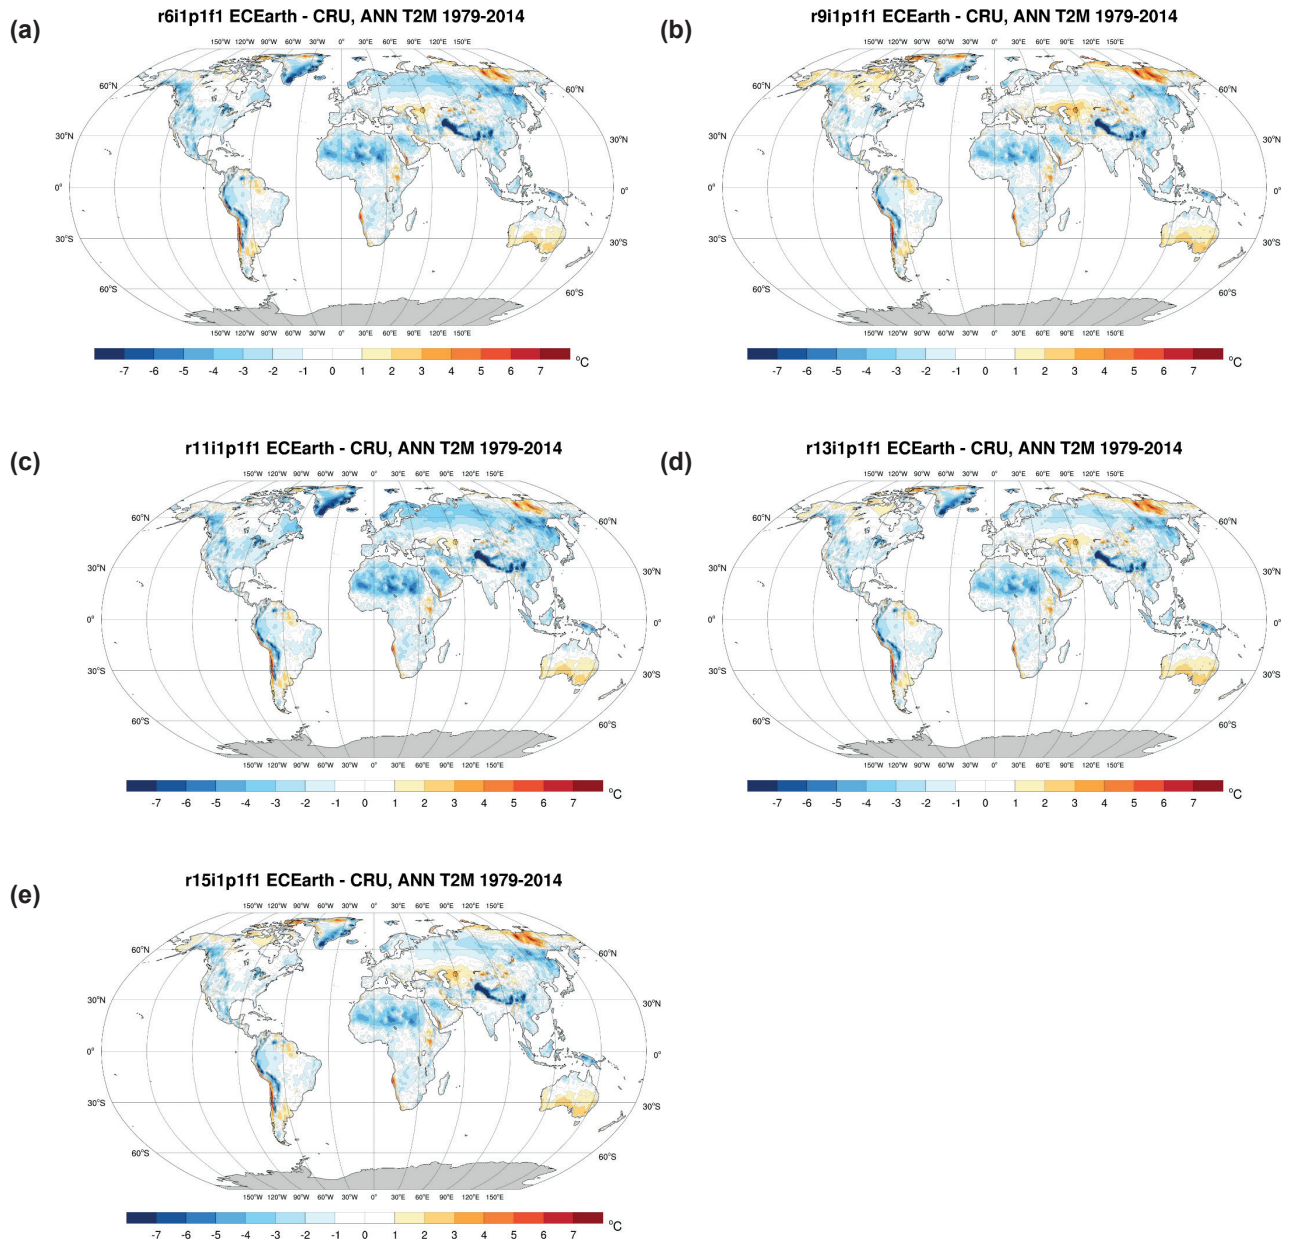 (a)
r6i1p1f1 ECEarth - CRU, ANN T2M 1979-2014
150°W 120°W 90°W 60°W 30°W 0° 30°E 60°E 90°E 120°E 150°E
60°N 60°N
30°N 30°N
0° 0°
30°S 30°S
60°S 60°S
150°W 120°W 90°W 60°W 30°W 0° 30°E 60°E 90°E 120°E 150°E
-7 -6 -5 -4 -3 -2 -1 0 1 2 3 4 5 6 7 °C
(b)
r9i1p1f1 ECEarth - CRU, ANN T2M 1979-2014
150°W 120°W 90°W 60°W 30°W 0° 30°E 60°E 90°E 120°E 150°E
60°N 60°N
30°N 30°N
0° 0°
30°S 30°S
60°S 60°S
150°W 120°W 90°W 60°W 30°W 0° 30°E 60°E 90°E 120°E 150°E
-7 -6 -5 -4 -3 -2 -1 0 1 2 3 4 5 6 7 °C
(c)
r11i1p1f1 ECEarth - CRU, ANN T2M 1979-2014
150°W 120°W 90°W 60°W 30°W 0° 30°E 60°E 90°E 120°E 150°E
60°N 60°N
30°N 30°N
0° 0°
30°S 30°S
60°S 60°S
150°W 120°W 90°W 60°W 30°W 0° 30°E 60°E 90°E 120°E 150°E
-7 -6 -5 -4 -3 -2 -1 0 1 2 3 4 5 6 7 °C
(d)
r13i1p1f1 ECEarth - CRU, ANN T2M 1979-2014
150°W 120°W 90°W 60°W 30°W 0° 30°E 60°E 90°E 120°E 150°E
60°N 60°N
30°N 30°N
0° 0°
30°S 30°S
60°S 60°S
150°W 120°W 90°W 60°W 30°W 0° 30°E 60°E 90°E 120°E 150°E
-7 -6 -5 -4 -3 -2 -1 0 1 2 3 4 5 6 7 °C
(e)
r15i1p1f1 ECEarth - CRU, ANN T2M 1979-2014
150°W 120°W 90°W 60°W 30°W 0° 30°E 60°E 90°E 120°E 150°E
60°N 60°N
30°N 30°N
0° 0°
30°S 30°S
60°S 60°S
150°W 120°W 90°W 60°W 30°W 0° 30°E 60°E 90°E 120°E 150°E
-7 -6 -5 -4 -3 -2 -1 0 1 2 3 4 5 6 7 °C